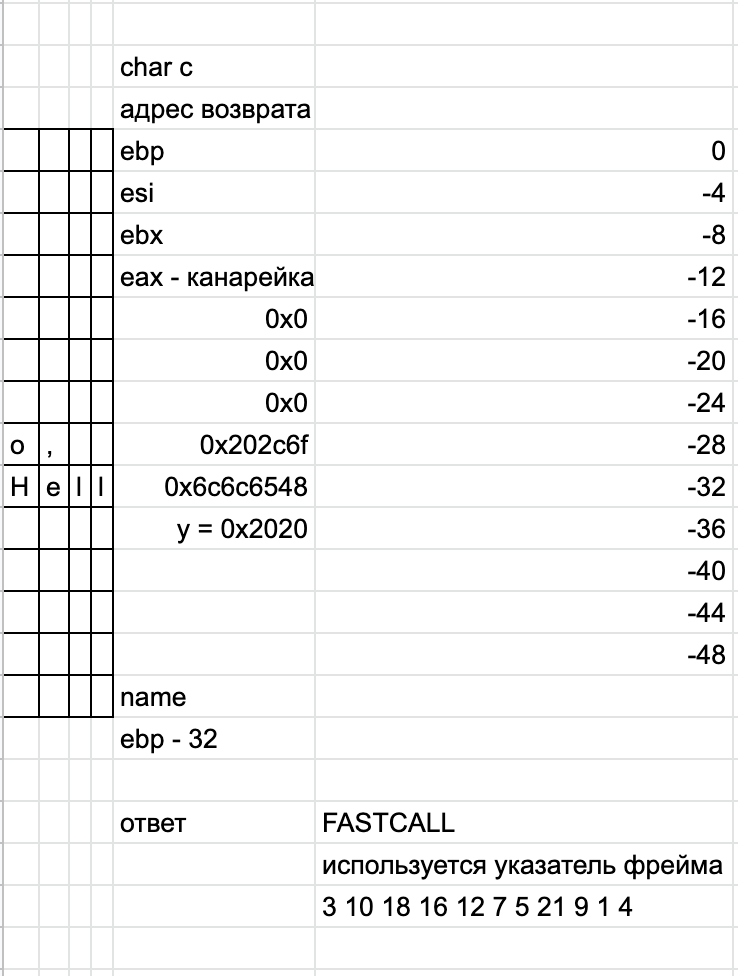 char c
адрес возврата
ebp 0
esi -4
ebx -8
eax - канарейка -12
0x0 -16
0x0 -20
0x0 -24
o , 0x202c6f -28
H e l l 0x6c6c6548 -32
y = 0x2020 -36
-40
-44
-48
name
ebp - 32
ответ FASTCALL
используется указатель фрейма
3 10 18 16 12 7 5 21 9 1 4